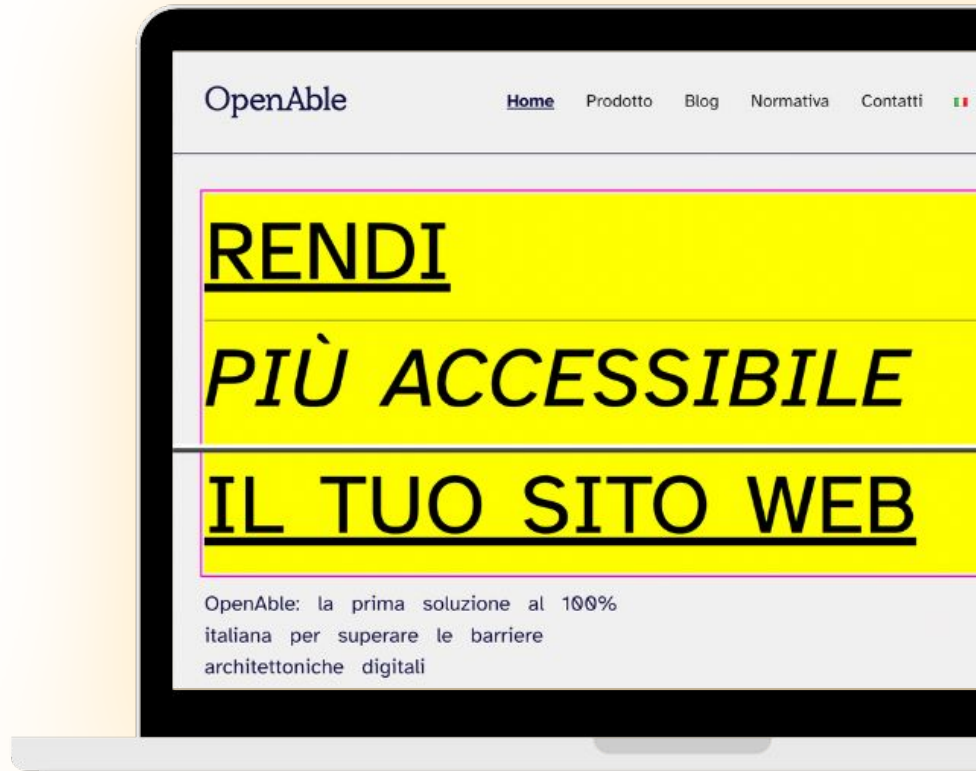 OpenAble
Home Prodotto Blog Normativa Contatti
RENDI
PIÙ ACCESSIBILE
IL TUO SITO WEB
OpenAble: la prima soluzione al 100%
italiana per superare le barriere
architettoniche digitali